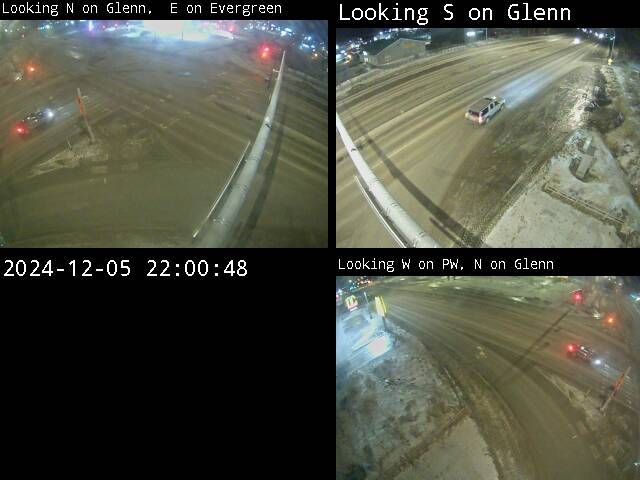 Looking N on Glenn,  E on Evergreen
Looking S on Glenn
2024-12-05 22:00:48
Looking W on PW, N on Glenn